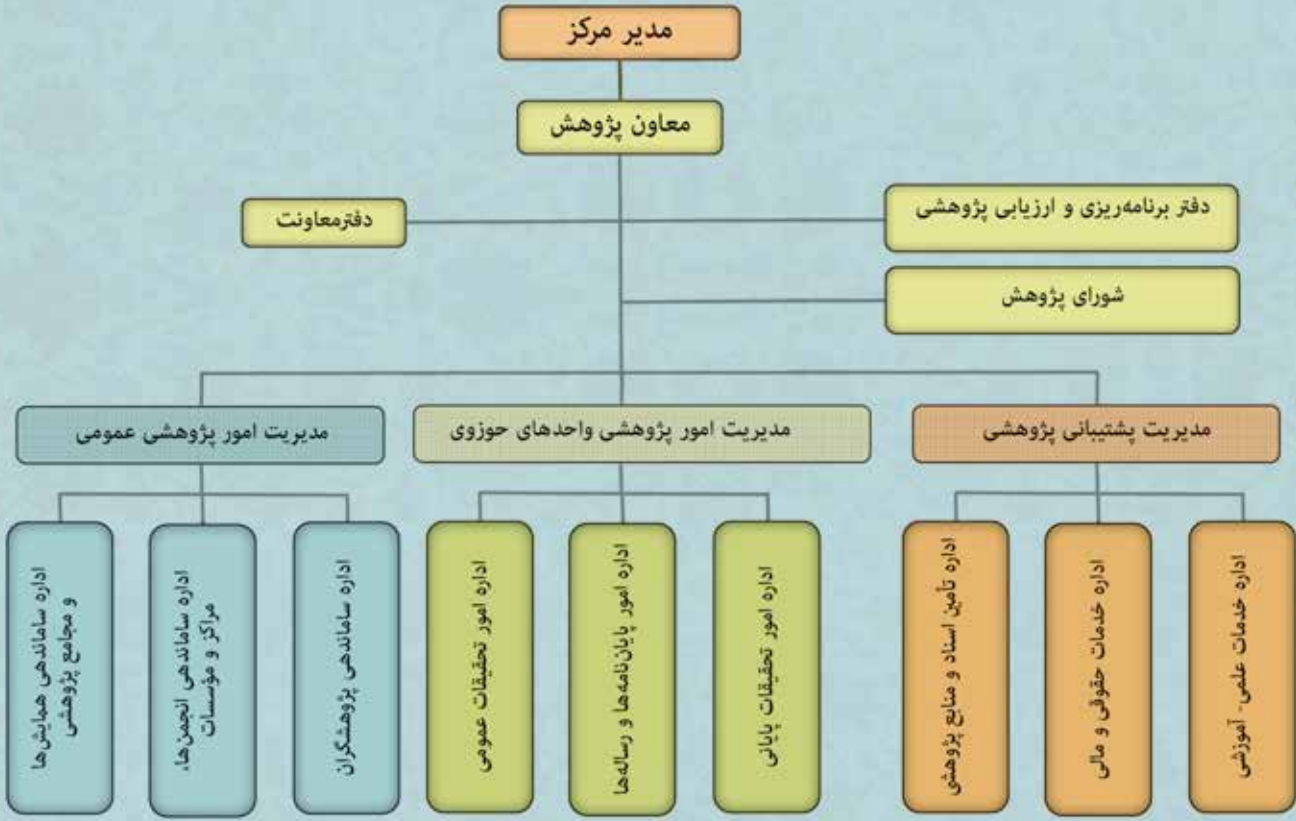 مدیر مرکز
معاون پژوهش
دفتر برنامه‌ریزی و ارزیابی پژوهشی
دفترمعاونت
شورای پژوهش
مدیریت پشتیبانی پژوهشی
مدیریت امور پژوهشی واحدهای حوزوی
مدیریت امور پژوهشی عمومی
اداره خدمات علمی- آموزشی
اداره خدمات حقوقی و مالی
اداره تأمین اسناد و منابع پژوهشی
اداره امور تحقیقات پایانی
اداره امور پایان‌نامه‌ها و رساله‌ها
اداره امور تحقیقات عمومی
اداره ساماندهی پژوهشگران
اداره ساماندهی انجمن‌ها،
مراکز و مؤسسات
اداره ساماندهی همایش‌ها
و مجامع پژوهشی